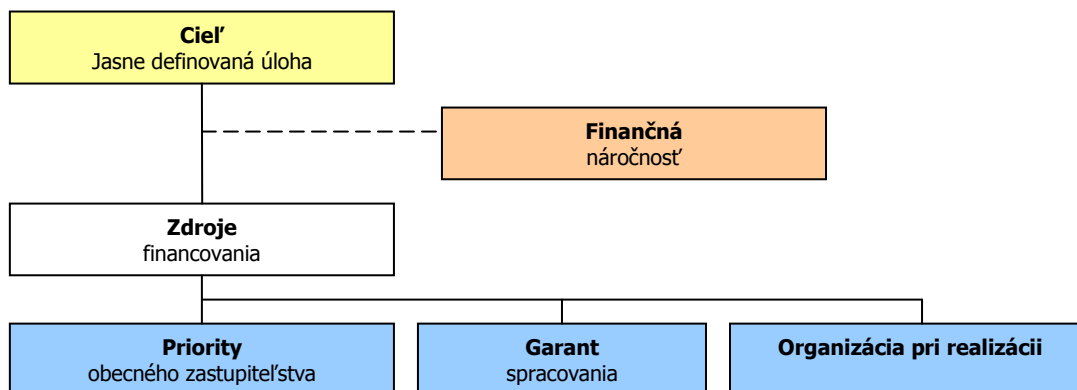 Cieľ
Jasne definovaná úloha
Finančná
náročnosť
Zdroje
financovania
Priority
obecného zastupiteľstva
Garant
spracovania
Organizácia pri realizácii